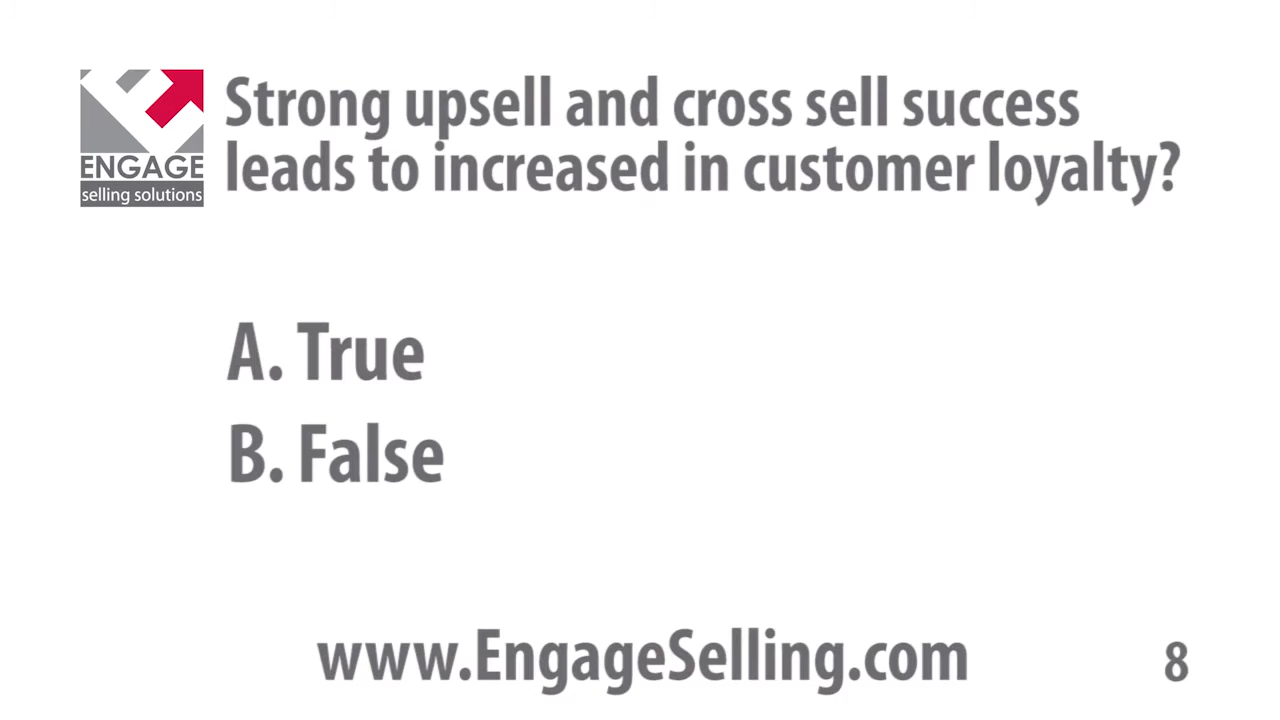 ENGAGE
selling solutions
Strong upsell and cross sell success
leads to increased in customer loyalty?
A. True
B. False
www.EngageSelling.com
8